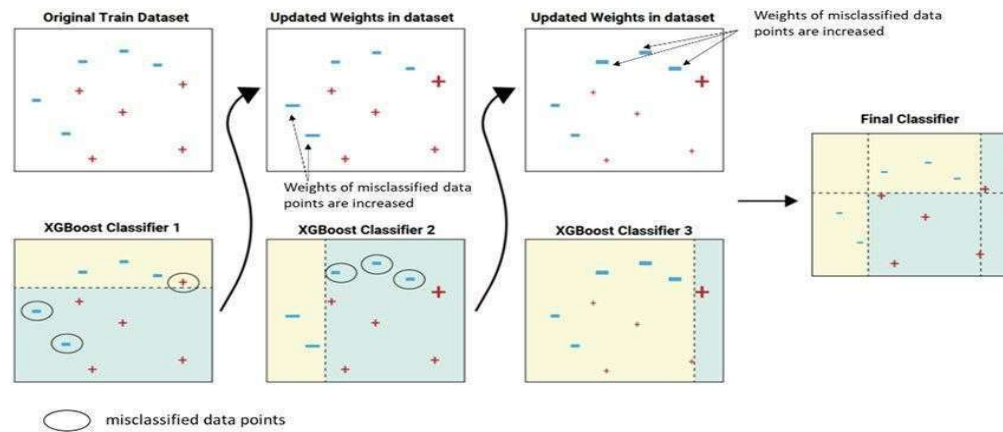 Original Train Dataset
Updated Weights in dataset
Updated Weights in dataset
Weights of misclassified data
points are increased
Weights of misclassified data
points are increased
Final Classifier
XGBoost Classifier 1
XGBoost Classifier 2
XGBoost Classifier 3
misclassified data points